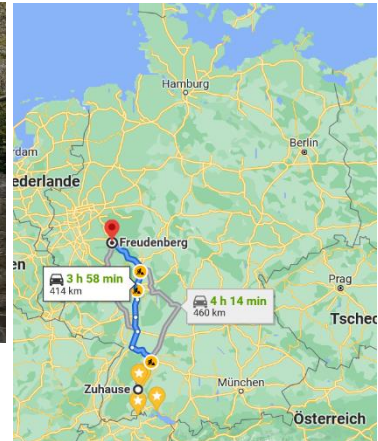 Hamburg
Berlin
rdam
ederlande
Freudenberg
en
3 h 58 min
414 km
4 h 14 min
460 km
Prag
Tschec
Zuhause
München
Österreich